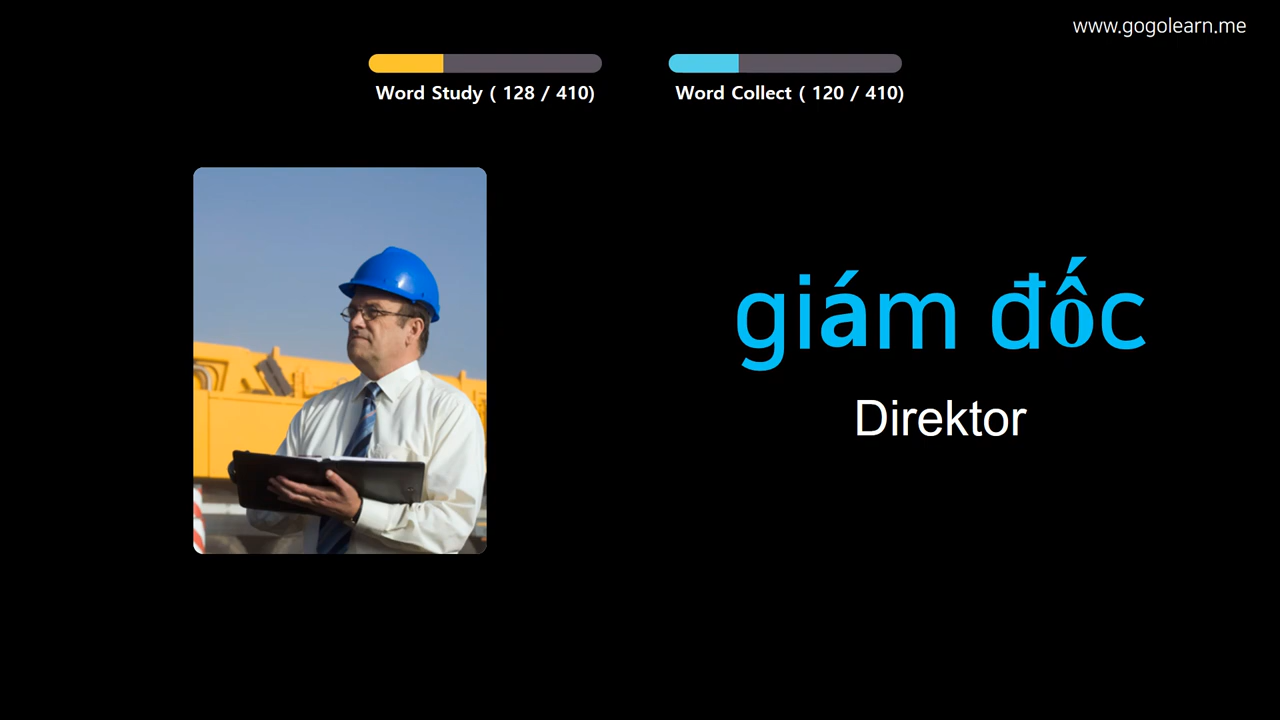 www.gogolearn.me
Word Study ( 128 / 410)
Word Collect ( 120 / 410)
giám đốc
Direktor